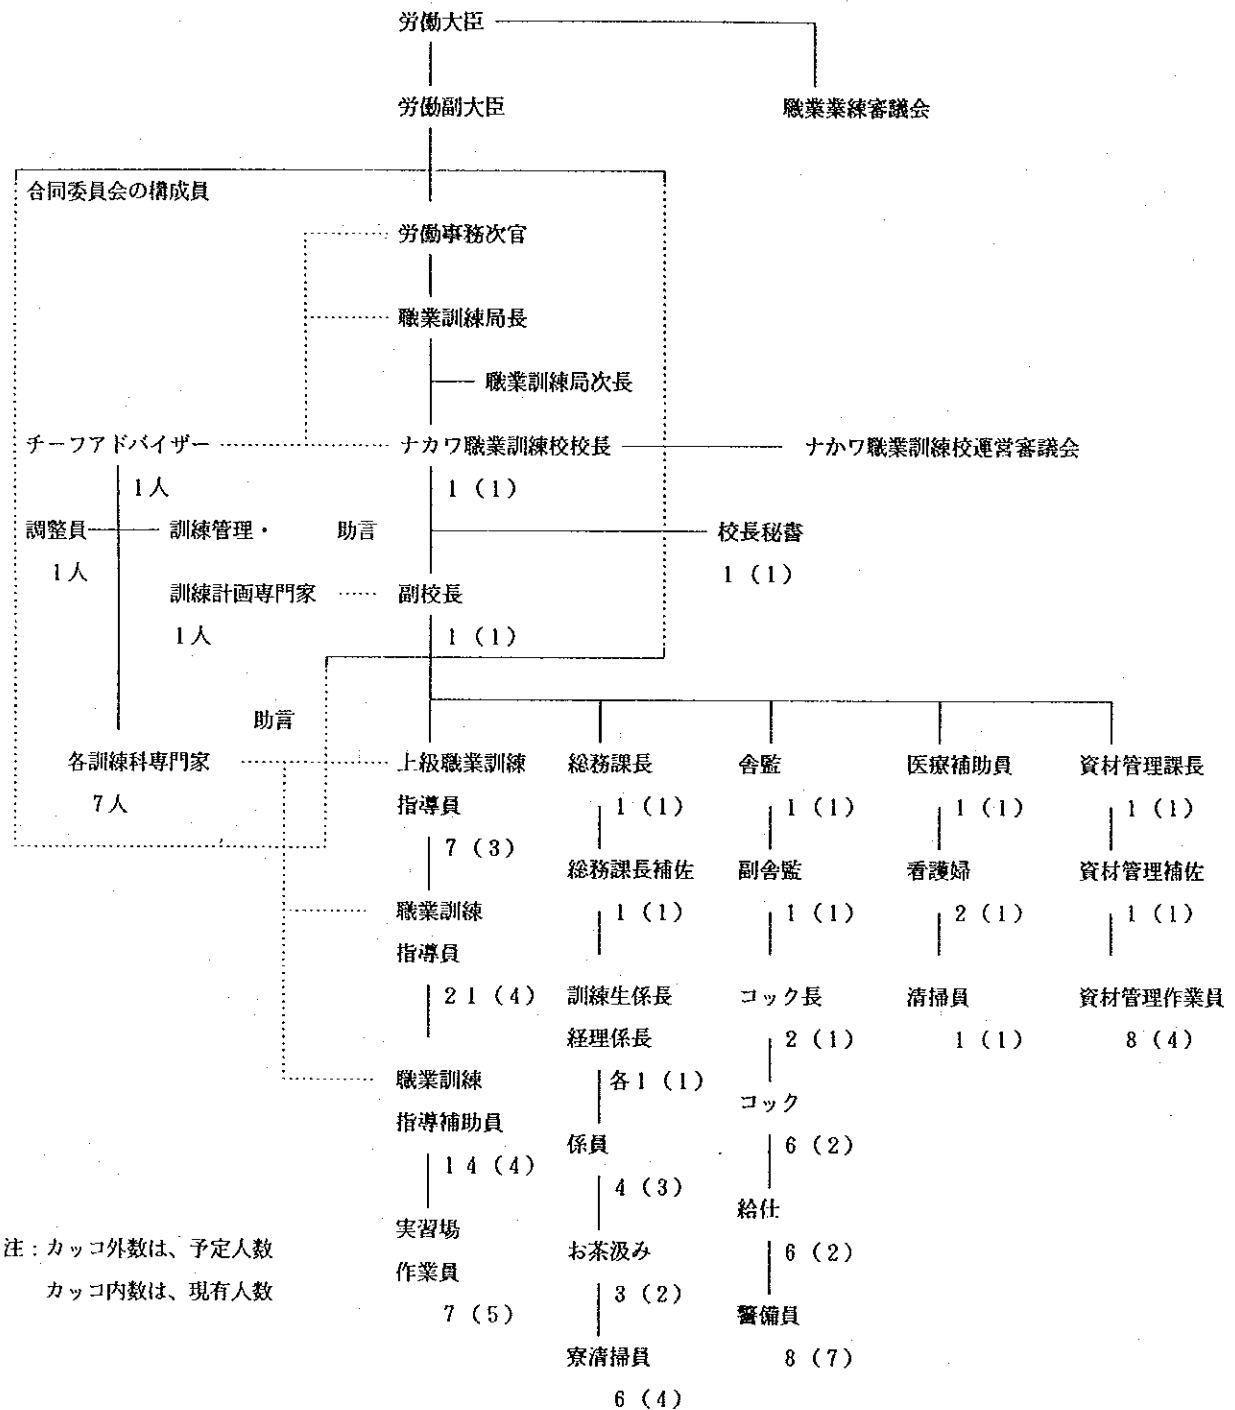 労働大臣
労働副大臣 職業業練審議会
合同委員会の構成員
労働事務次官
職業訓練局長
職業訓練局次長
チーフアドバイザー ナカワ職業訓練校校長 ナかワ職業訓練校運営審議会
1人 1 (1)
調整員 訓練管理・ 助言 校長秘書
1人 1 (1)
訓練計画専門家 副校長
1人 1 (1)
助言
各訓練科専門家 上級職業訓練 総務課長 舎監 医療補助員 資材管理課長
7人 指導員 1 (1) 1 (1) 1 (1) 1 (1)
7 (3)
総務課長補佐 副舎監 看護婦 資材管理補佐
職業訓練 1 (1) 1 (1) 2 (1) 1 (1)
指導員
21 (4) 訓練生係長 コック長 清掃員 資材管理作業員
経理係長 2 (1) 1 (1) 8 (4)
職業訓練 各1 (1)
コック
指導補助員
係員 6 (2)
14 (4)
4 (3)
給仕
実習場
注：カッコ外数は、予定人数 お茶汲み 6 (2)
作業員
カッコ内数は、現有人数 3 (2)
7 (5) 警備員
寮清掃員 8 (7)
6 (4)